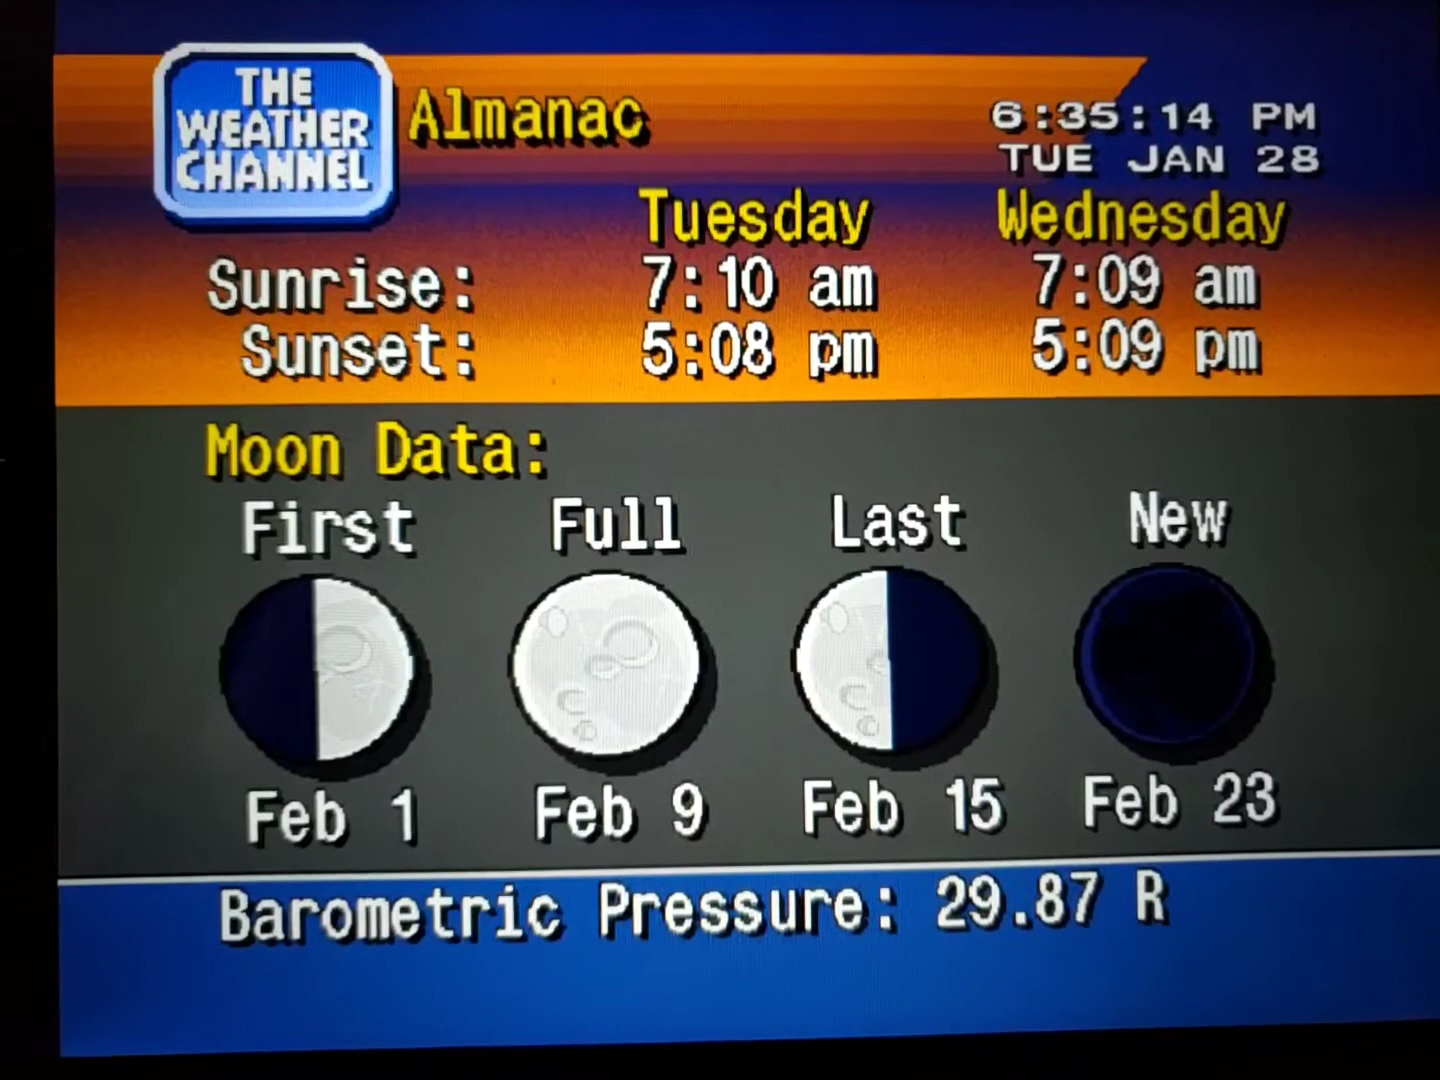 THE
WEATHER
CHANNEL
Almanac
6:35:14 PM
TUE JAN 28
Tuesday Wednesday
Sunrise: 7:10 am 7:09 am
Sunset: 5:08 pm 5:09 pm
Moon Data:
First Full Last New
Feb 1 Feb 9 Feb 15 Feb 23
Barometric Pressure: 29.87 R